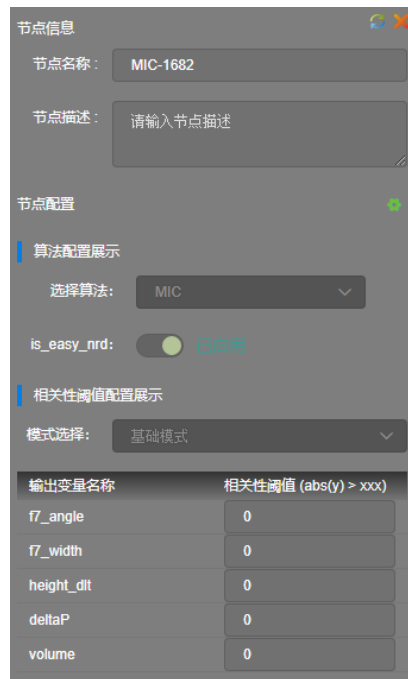 节点信息
节点名称 : MIC-1682
节点描述 : 请输入节点描述
节点配置
算法配置展示
选择算法: MIC
is_easy_nrd: 已启用
相关性阈值配置展示
模式选择: 基础模式
输出变量名称 相关性阈值 (abs(y) > xxx)
f7_angle 0
f7_width 0
height_dlt 0
deltaP 0
volume 0